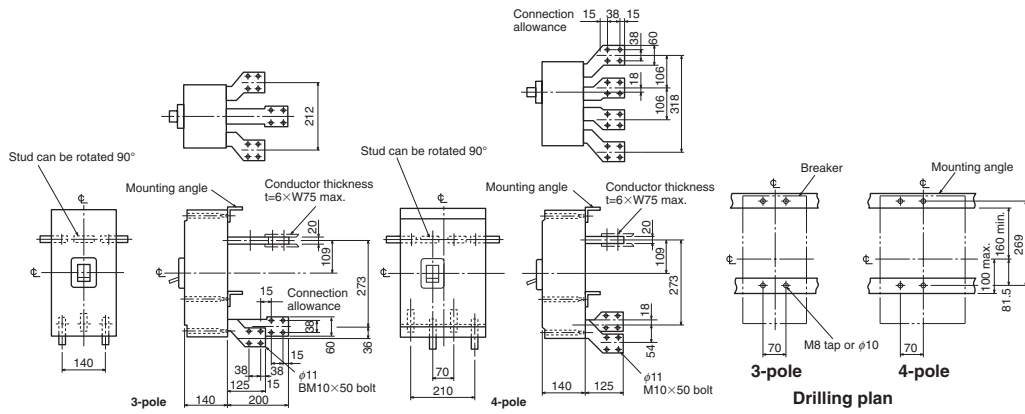 Connection
allowance
15 38 15
38
60
18
106
106
318
212
Stud can be rotated 90°
Mounting angle
Conductor thickness
t=6×W75 max.
20
109
273
15
Connection
allowance
38
60
36
15
38 38
125 15
140 200
140
φ11
BM10×50 bolt
3-pole
Stud can be rotated 90°
Mounting angle
Conductor thickness
t=6×W75 max.
20
109
273
18
54
70
210
140 125
φ11
M10×50 bolt
4-pole
Breaker
Mounting angle
160 min.
269
100 max.
81.5
M8 tap or φ10
70
70
3-pole
4-pole
Drilling plan
℄
℄
℄
℄
℄
℄
℄